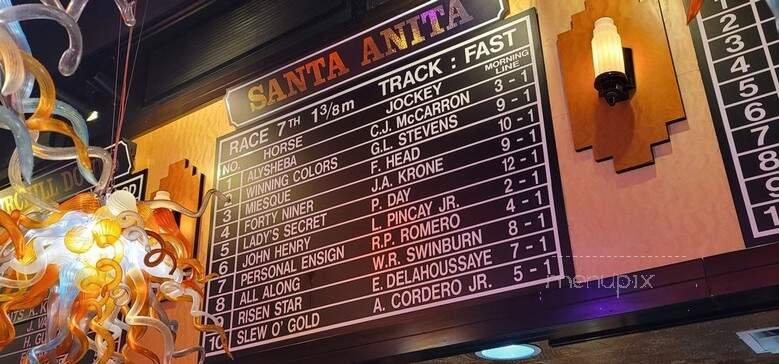 SANTA ANITA
RACE 7TH 1 3/8 m TRACK : FAST
NO. HORSE JOCKEY MORNING LINE
1 ALYSHEBA C.J. McCARRON 3 - 1
2 WINNING COLORS G.L. STEVENS 9 - 1
3 MIESQUE F. HEAD 10 - 1
4 FORTY NINER J.A. KRONE 9 - 1
5 LADY'S SECRET P. DAY 12 - 1
6 JOHN HENRY L. PINCAY JR. 2 - 1
7 PERSONAL ENSIGN R.P. ROMERO 4 - 1
8 ALL ALONG W.R. SWINBURN 8 - 1
9 RISEN STAR E. DELAHOUSSAYE 7 - 1
10 SLEW O' GOLD A. CORDERO JR. 5 - 1
1
2
3
4
5
6
7
8
9
menupix